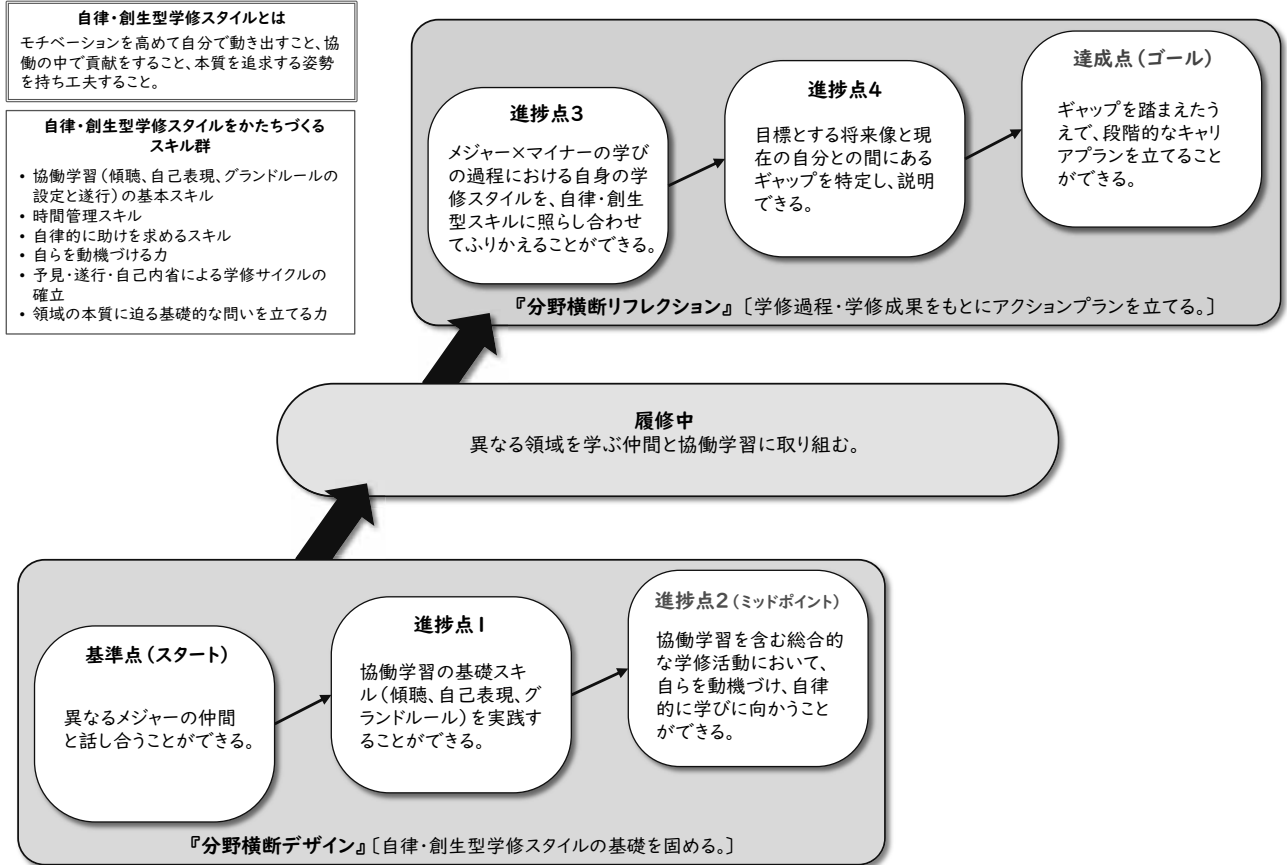 自律・創生型学修スタイルとは
モチベーションを高めて自分で動き出すこと、協
働の中で貢献をすること、本質を追求する姿勢
を持ち工夫すること。
自律・創生型学修スタイルをかたちづくる
スキル群
• 協働学習（傾聴、自己表現、グランドルールの
設定と遂行）の基本スキル
• 時間管理スキル
• 自律的に助けを求めるスキル
• 自らを動機づける力
• 予見・遂行・自己内省による学修サイクルの
確立
• 領域の本質に迫る基礎的な問いを立てる力
進捗点3
メジャー×マイナーの学び
の過程における自身の学
修スタイルを、自律・創生
型スキルに照らし合わせ
てふりかえることができる。
進捗点4
目標とする将来像と現
在の自分との間にある
ギャップを特定し、説明
できる。
達成点（ゴール）
ギャップを踏まえたう
えで、段階的なキャリ
アプランを立てること
ができる。
『分野横断リフレクション』〔学修過程・学修成果をもとにアクションプランを立てる。〕
履修中
異なる領域を学ぶ仲間と協働学習に取り組む。
基準点（スタート）
異なるメジャーの仲間
と話し合うことができる。
進捗点1
協働学習の基礎スキ
ル（傾聴、自己表現、グ
ランドルール）を実践す
ることができる。
進捗点2（ミッドポイント）
協働学習を含む総合的
な学修活動において、
自らを動機づけ、自律
的に学びに向かうこと
ができる。
『分野横断デザイン』〔自律・創生型学修スタイルの基礎を固める。〕